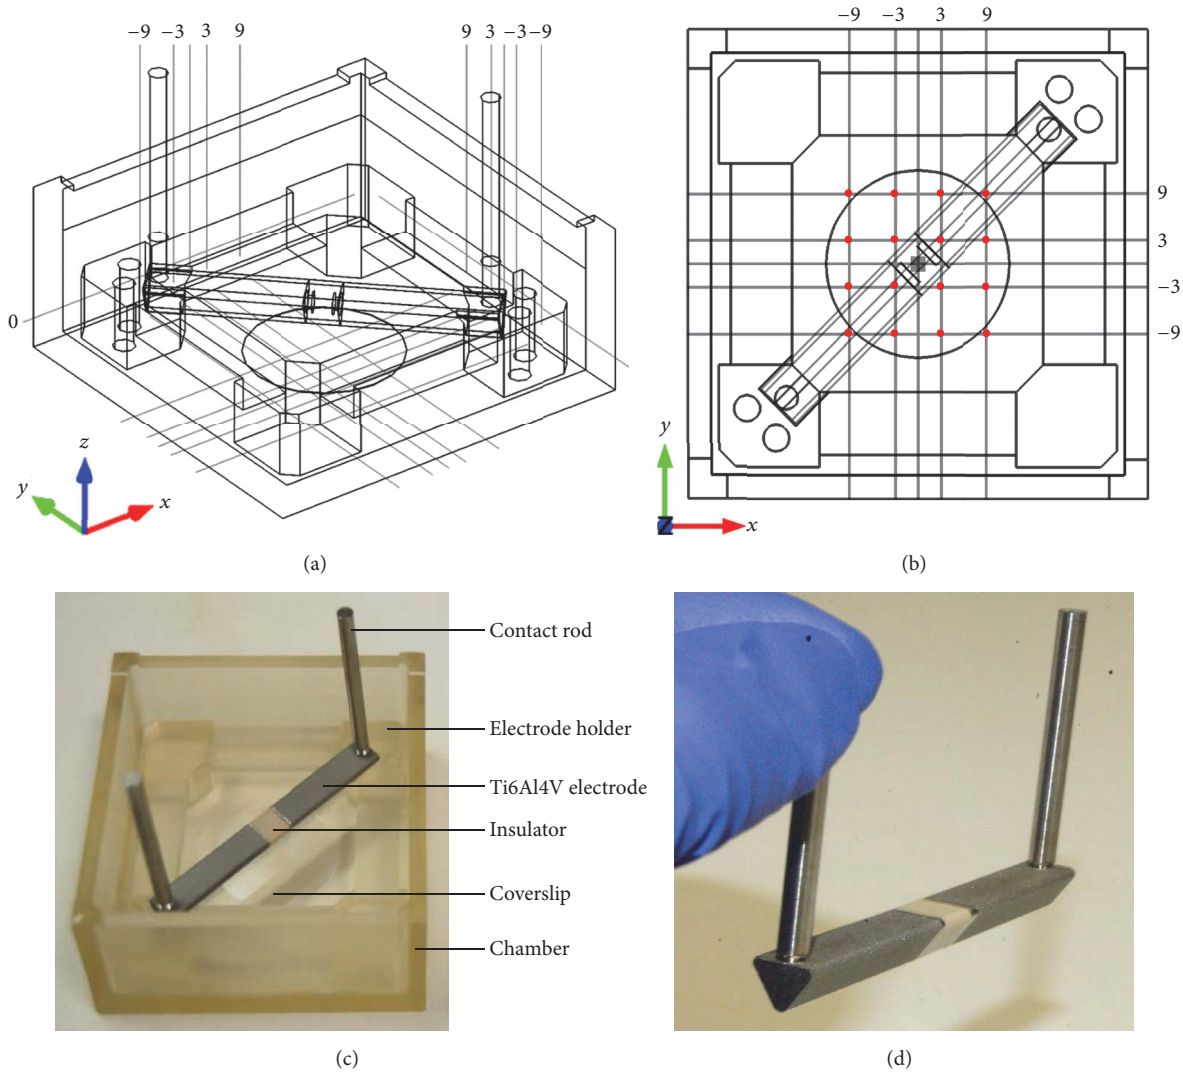 −9 −3 3 9
9 3 −3 −9
0
z
y
x
(a)
−9 −3 3 9
9
3
−3
−9
y
Z
x
(b)
Contact rod
Electrode holder
Ti6Al4V electrode
Insulator
Coverslip
Chamber
(c)
(d)